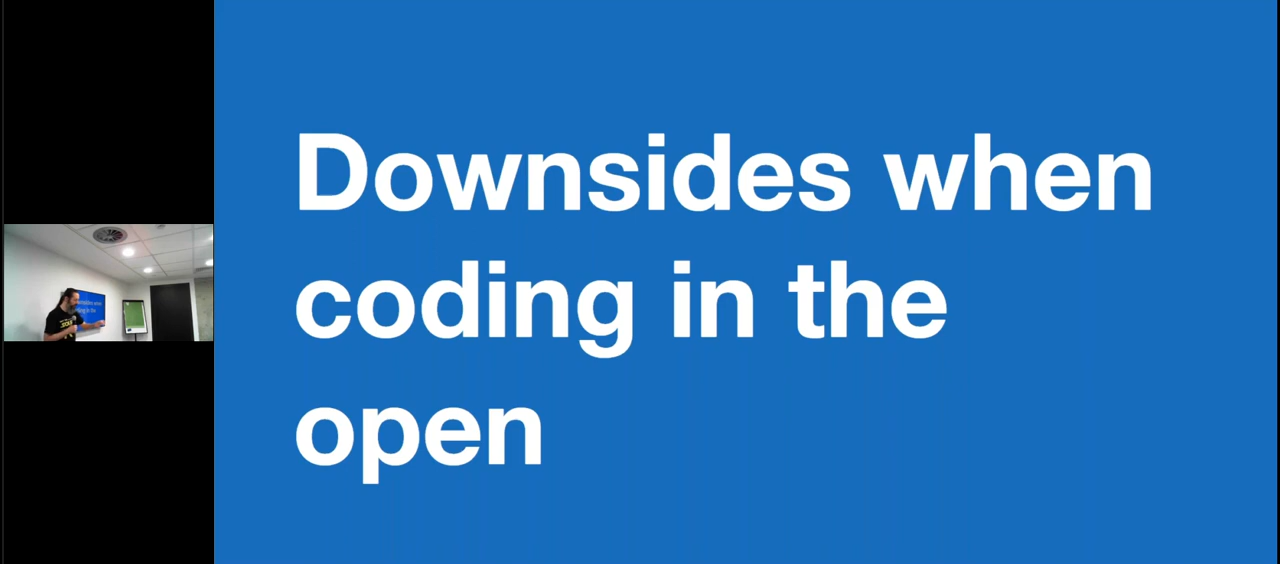 Downsides when
coding in the
open